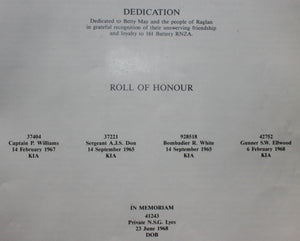 DEDICATION
Dedicated to Betty May and the people of Raglan
in grateful recognition of their unswerving friendship
and loyalty to 161 Battery RNZA.
ROLL OF HONOUR
37404
Captain P. Williams
14 February 1967
KIA
37221
Sergeant A.J.S. Don
14 September 1965
KIA
928518
Bombadier R. White
14 September 1965
KIA
42752
Gunner S.W. Ellwood
6 February 1968
KIA
IN MEMORIAM
41243
Private N.S.G. Lyes
23 June 1968
DOB